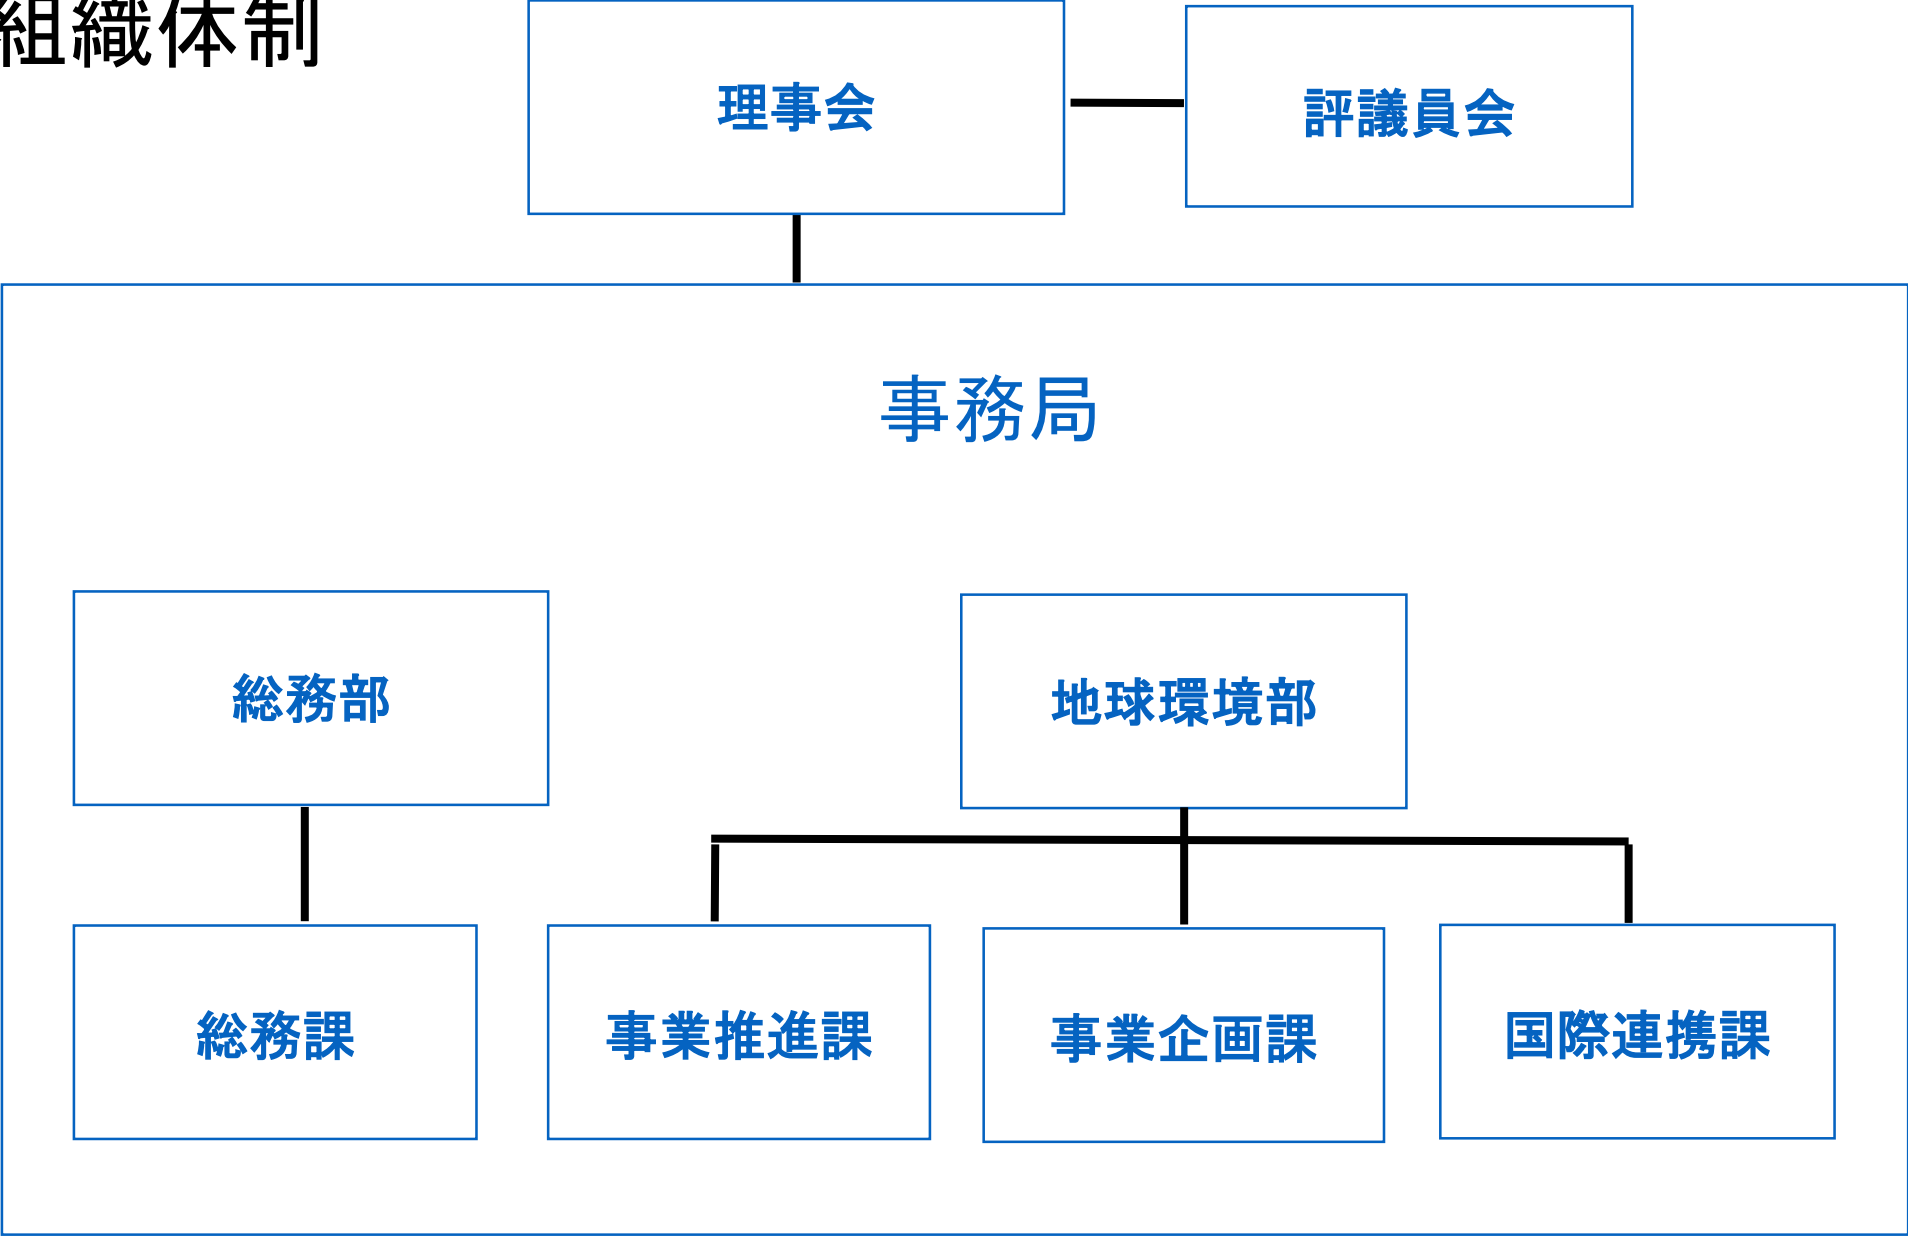 組織体制
理事会
評議員会
事務局
総務部
地球環境部
総務課
事業推進課
事業企画課
国際連携課